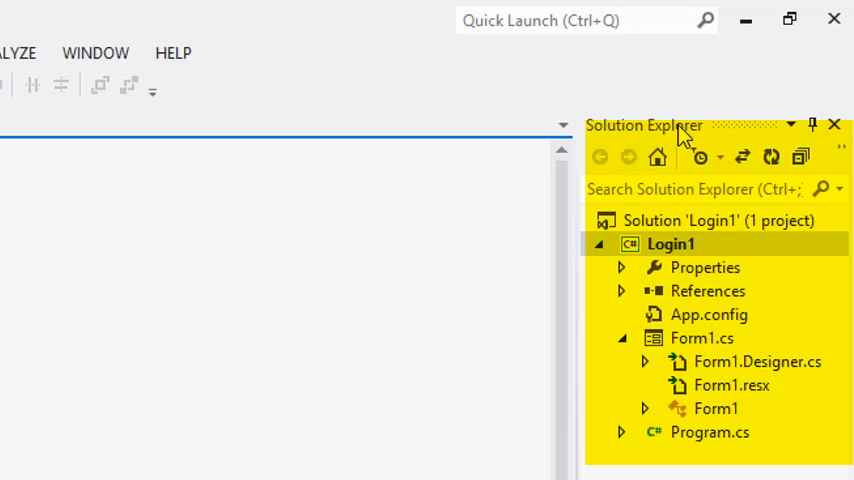 Quick Launch (Ctrl+Q)
ALYZE WINDOW HELP
Solution Explorer
Search Solution Explorer (Ctrl+;)
Solution 'Login1' (1 project)
C# Login1
Properties
References
App.config
Form1.cs
Form1.Designer.cs
Form1.resx
Form1
C# Program.cs